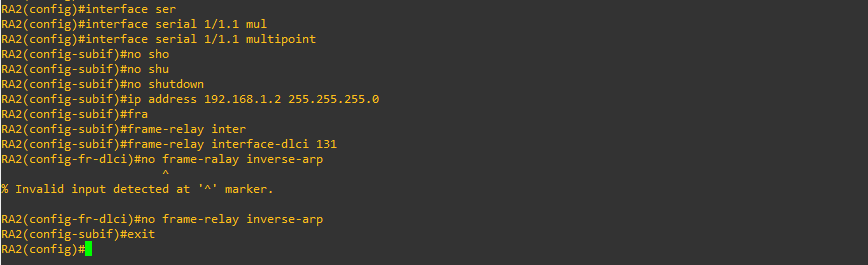 RA2(config)#interface ser
RA2(config)#interface serial 1/1.1 mul
RA2(config)#interface serial 1/1.1 multipoint
RA2(config-subif)#no sho
RA2(config-subif)#no shu
RA2(config-subif)#no shutdown
RA2(config-subif)#ip address 192.168.1.2 255.255.255.0
RA2(config-subif)#fra
RA2(config-subif)#frame-relay inter
RA2(config-subif)#frame-relay interface-dlci 131
RA2(config-fr-dlci)#no frame-ralay inverse-arp
^
% Invalid input detected at '^' marker.
RA2(config-fr-dlci)#no frame-relay inverse-arp
RA2(config-subif)#exit
RA2(config)#